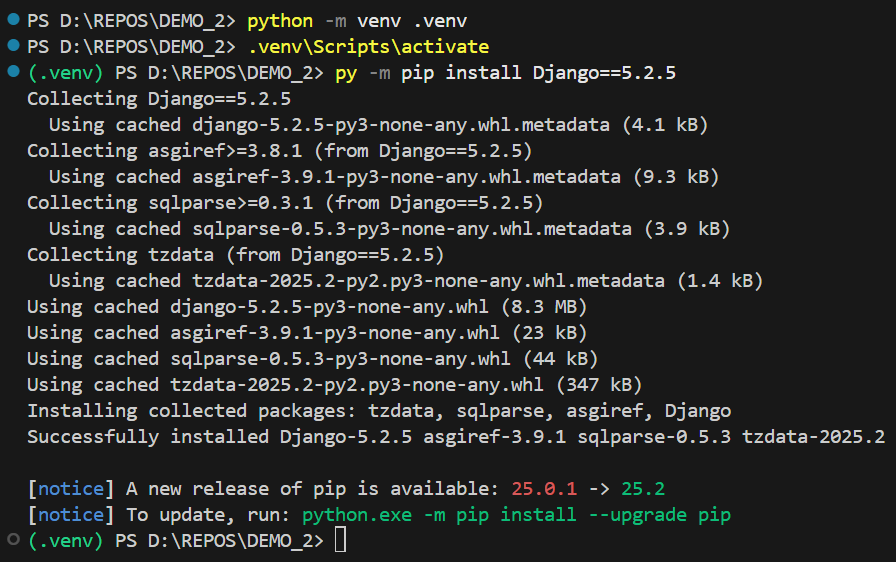 PS D:\REPOS\DEMO_2> python -m venv .venv
PS D:\REPOS\DEMO_2> .venv\Scripts\activate
(.venv) PS D:\REPOS\DEMO_2> py -m pip install Django==5.2.5
Collecting Django==5.2.5
  Using cached django-5.2.5-py3-none-any.whl.metadata (4.1 kB)
Collecting asgiref>=3.8.1 (from Django==5.2.5)
  Using cached asgiref-3.9.1-py3-none-any.whl.metadata (9.3 kB)
Collecting sqlparse>=0.3.1 (from Django==5.2.5)
  Using cached sqlparse-0.5.3-py3-none-any.whl.metadata (3.9 kB)
Collecting tzdata (from Django==5.2.5)
  Using cached tzdata-2025.2-py2.py3-none-any.whl.metadata (1.4 kB)
Using cached django-5.2.5-py3-none-any.whl (8.3 MB)
Using cached asgiref-3.9.1-py3-none-any.whl (23 kB)
Using cached sqlparse-0.5.3-py3-none-any.whl (44 kB)
Using cached tzdata-2025.2-py2.py3-none-any.whl (347 kB)
Installing collected packages: tzdata, sqlparse, asgiref, Django
Successfully installed Django-5.2.5 asgiref-3.9.1 sqlparse-0.5.3 tzdata-2025.2

[notice] A new release of pip is available: 25.0.1 -> 25.2
[notice] To update, run: python.exe -m pip install --upgrade pip
(.venv) PS D:\REPOS\DEMO_2>